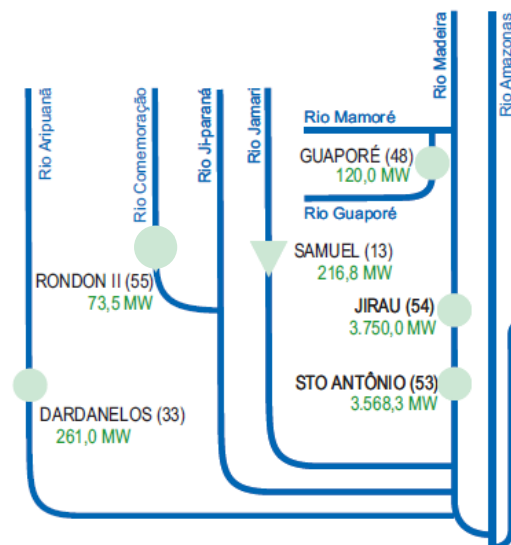 Rio Aripuanã
Rio Comemoração
Rio Ji-paraná
Rio Jamari
Rio Madeira
Rio Amazonas
Rio Mamoré
GUAPORÉ (48)
120,0 MW
Rio Guaporé
SAMUEL (13)
216,8 MW
RONDON II (55)
73,5 MW
JIRAU (54)
3.750,0 MW
STO ANTÔNIO (53)
3.568,3 MW
DARDANELOS (33)
261,0 MW